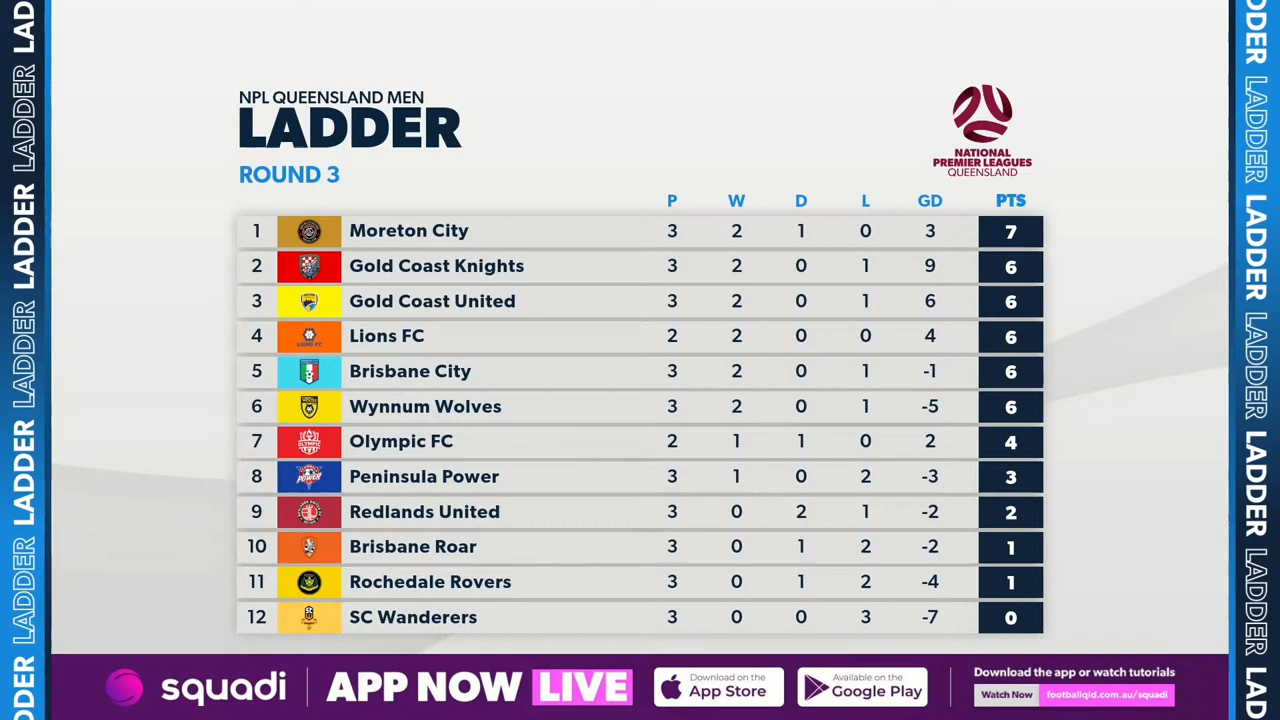 NPL QUEENSLAND MEN
LADDER
ROUND 3
NATIONAL
PREMIER LEAGUES
QUEENSLAND
P W D L GD PTS
1 Moreton City 3 2 1 0 3 7
2 Gold Coast Knights 3 2 0 1 9 6
3 Gold Coast United 3 2 0 1 6 6
4 LIONS FC Lions FC 2 2 0 0 4 6
5 Brisbane City 3 2 0 1 -1 6
6 Wynnum Wolves 3 2 0 1 -5 6
7 OLYMPIC Olympic FC 2 1 1 0 2 4
8 POWER Peninsula Power 3 1 0 2 -3 3
9 Redlands United 3 0 2 1 -2 2
10 Brisbane Roar 3 0 1 2 -2 1
11 Rochedale Rovers 3 0 1 2 -4 1
12 SC Wanderers 3 0 0 3 -7 0
LADDER LADDER LADDER LADDER LADDER
LADDER LADDER LADDER LADDER LADDER
squadi APP NOW LIVE
Download on the
App Store
Available on the
Google Play
Download the app or watch tutorials
Watch Now footballqld.com.au/squadi